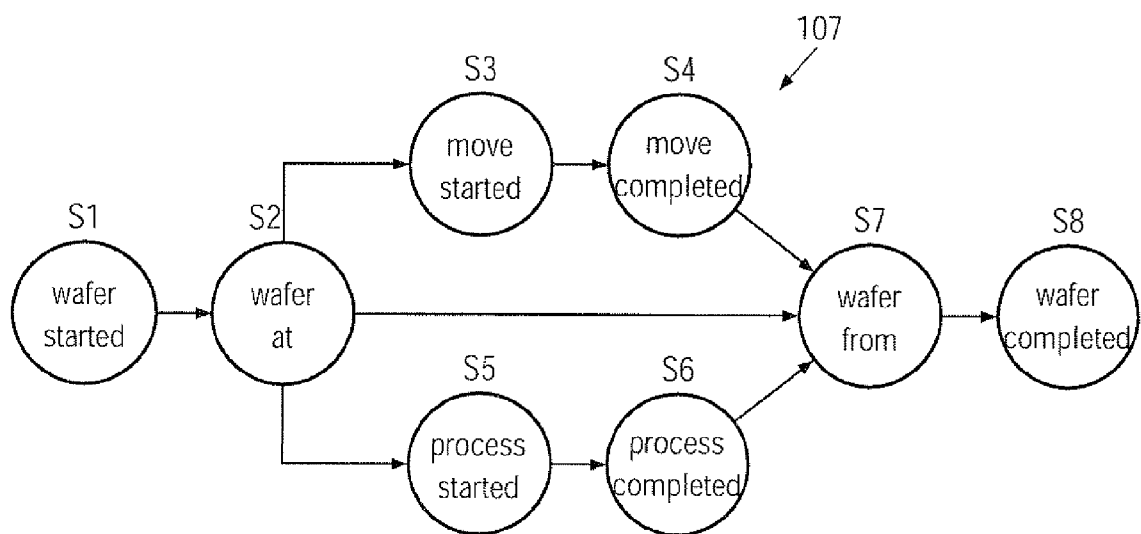 107
S3
S4
move
started
move
completed
S1
S2
S7
S8
wafer
started
wafer
at
wafer
from
wafer
completed
S5
S6
process
started
process
completed